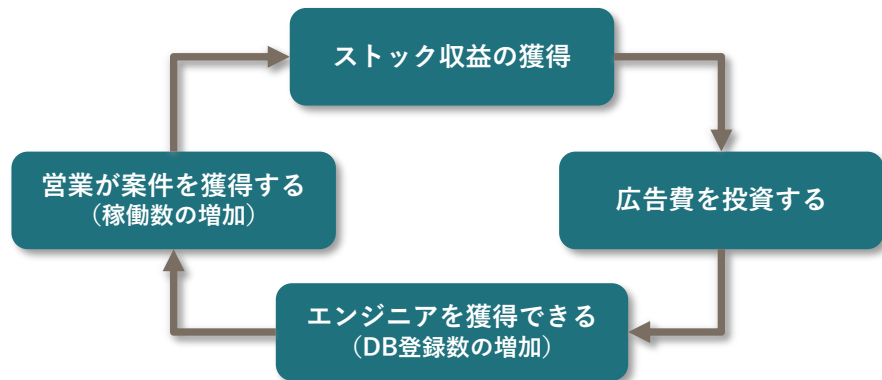 ストック収益の獲得
営業が案件を獲得する
（稼働数の増加）
広告費を投資する
エンジニアを獲得できる
（DB登録数の増加）